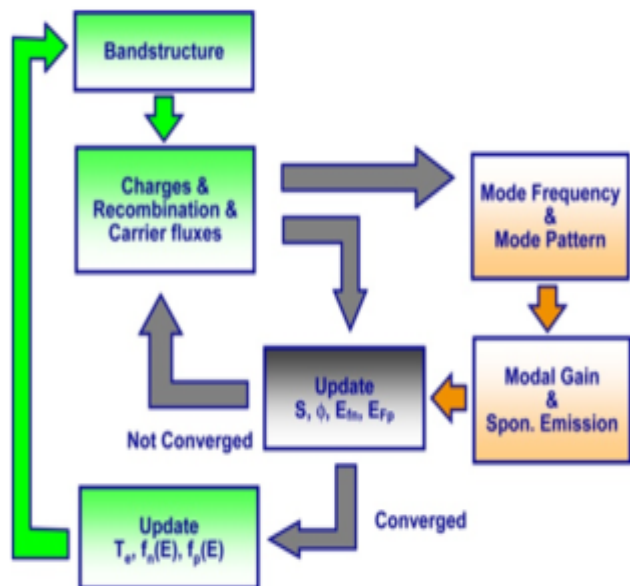 Bandstructure
Charges &
Recombination &
Carrier fluxes
Mode Frequency
&
Mode Pattern
Modal Gain
&
Spon. Emission
Update
S, ϕ, E_fn, E_Fp
Not Converged
Converged
Update
T_e, f_n(E), f_p(E)